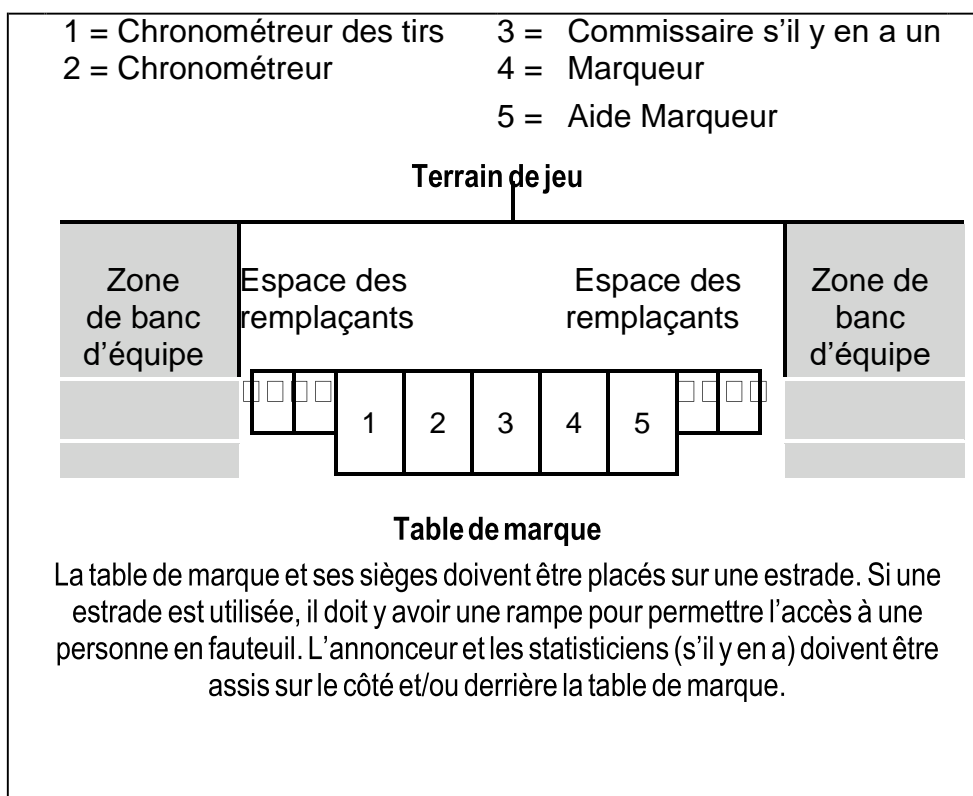 1 = Chronométreur des tirs
2 = Chronométreur
3 = Commissaire s’il y en a un
4 = Marqueur
5 = Aide Marqueur
Terrain de jeu
Zone
de banc
d’équipe
Espace des
remplaçants
Espace des
remplaçants
Zone de
banc
d’équipe
1 2 3 4 5
Table de marque
La table de marque et ses sièges doivent être placés sur une estrade. Si une
estrade est utilisée, il doit y avoir une rampe pour permettre l’accès à une
personne en fauteuil. L’annonceur et les statisticiens (s’il y en a) doivent être
assis sur le côté et/ou derrière la table de marque.